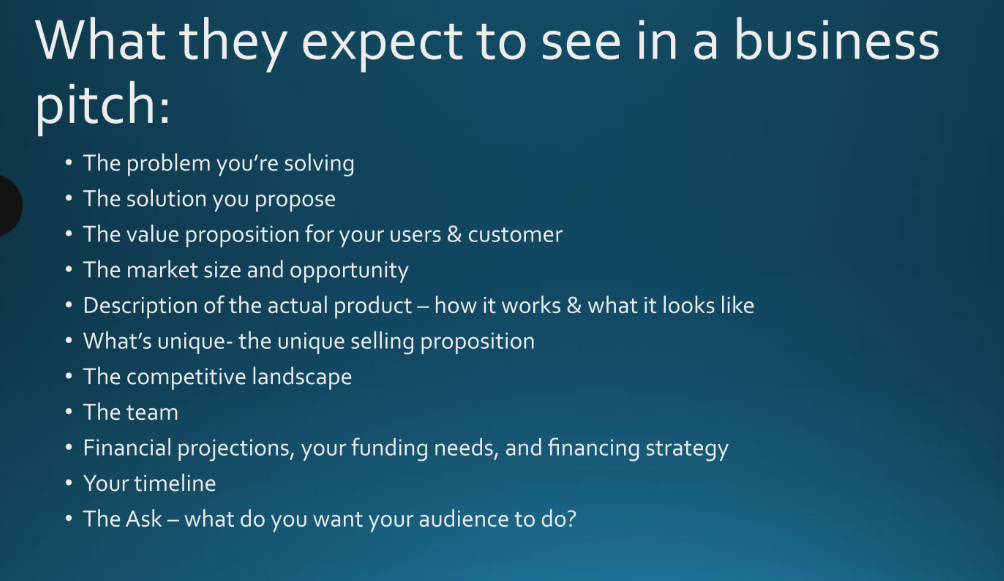 What they expect to see in a business
pitch:
• The problem you're solving
• The solution you propose
• The value proposition for your users & customer
• The market size and opportunity
• Description of the actual product – how it works & what it looks like
• What's unique- the unique selling proposition
• The competitive landscape
• The team
• Financial projections, your funding needs, and financing strategy
• Your timeline
• The Ask – what do you want your audience to do?